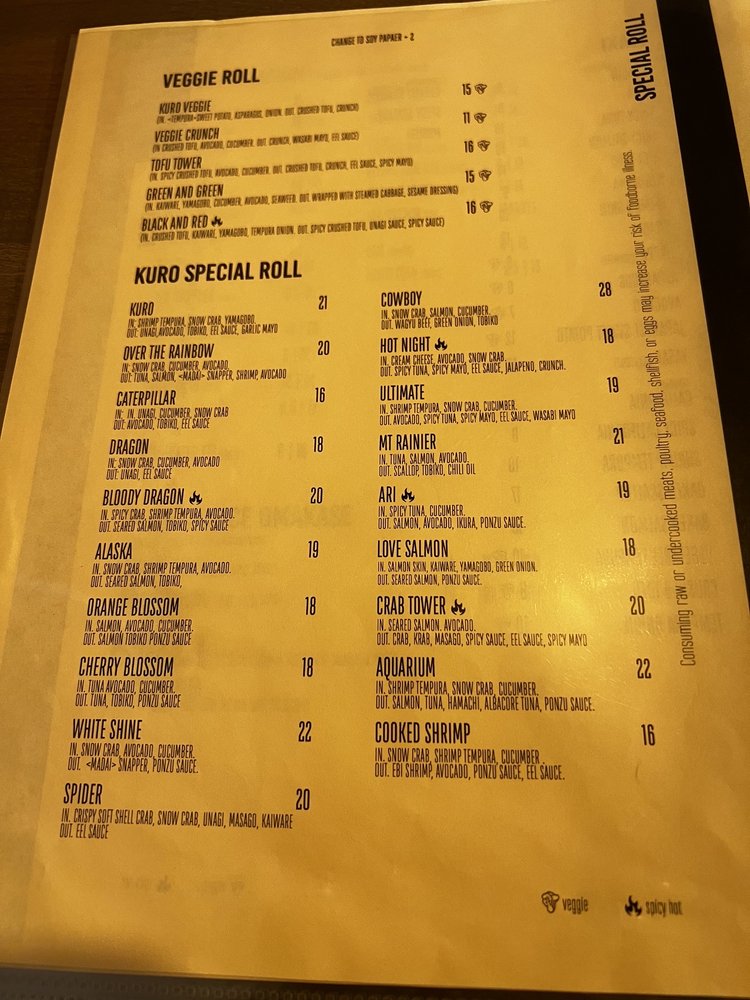 CHANGE TO SOY PAPAER + 2
SPECIAL ROLL
VEGGIE ROLL
KURO VEGGIE 15
(IN. <TEMPURA>SWEET POTATO, ASPARAGUS, ONION. OUT. CRUSHED TOFU, CRUNCH)
VEGGIE CRUNCH 11
(IN CRUSHED TOFU, AVOCADO, CUCUMBER. OUT. CRUNCH, WASABI MAYO, EEL SAUCE)
TOFU TOWER 16
(IN. SPICY CRUSHED TOFU, AVOCADO, CUCUMBER. OUT. CRUSHED TOFU, CRUNCH, EEL SAUCE, SPICY MAYO)
GREEN AND GREEN 15
(IN. KAIWARE, YAMAGOBO, CUCUMBER, AVOCADO, SEAWEED. OUT. WRAPPED WITH STEAMED CABBAGE, SESAME DRESSING)
BLACK AND RED 16
(IN. CRUSHED TOFU, KAIWARE, YAMAGOBO, TEMPURA ONION. OUT. SPICY CRUSHED TOFU, UNAGI SAUCE, SPICY SAUCE)
KURO SPECIAL ROLL
KURO 21
IN: SHRIMP TEMPURA, SNOW CRAB, YAMAGOBO.
OUT: UNAGI,AVOCADO, TOBIKO, EEL SAUCE, GARLIC MAYO
OVER THE RAINBOW 20
IN: SNOW CRAB, CUCUMBER, AVOCADO.
OUT: TUNA, SALMON, <MADAI> SNAPPER, SHRIMP, AVOCADO
CATERPILLAR 16
IN: IN. UNAGI, CUCUMBER, SNOW CRAB
OUT: AVOCADO, TOBIKO, EEL SAUCE
DRAGON 18
IN: SNOW CRAB, CUCUMBER, AVOCADO
OUT: UNAGI, EEL SAUCE
BLOODY DRAGON 20
IN. SPICY CRAB, SHRIMP TEMPURA, AVOCADO.
OUT. SEARED SALMON, TOBIKO, SPICY SAUCE
ALASKA 19
IN. SNOW CRAB, SHRIMP TEMPURA, AVOCADO.
OUT. SEARED SALMON, TOBIKO,
ORANGE BLOSSOM 18
IN. SALMON, AVOCADO, CUCUMBER.
OUT. SALMON TOBIKO PONZU SAUCE
CHERRY BLOSSOM 18
IN. TUNA AVOCADO, CUCUMBER.
OUT. TUNA, TOBIKO, PONZU SAUCE
WHITE SHINE 22
IN. SNOW CRAB, AVOCADO, CUCUMBER.
OUT. <MADAI> SNAPPER, PONZU SAUCE.
SPIDER 20
IN. CRISPY SOFT SHELL CRAB, SNOW CRAB, UNAGI, MASAGO, KAIWARE
OUT. EEL SAUCE
COWBOY 28
IN. SNOW CRAB, SALMON, CUCUMBER.
OUT. WAGYU BEEF, GREEN ONION, TOBIKO
HOT NIGHT 18
IN. CREAM CHEESE, AVOCADO, SNOW CRAB.
OUT. SPICY TUNA, SPICY MAYO, EEL SAUCE, JALAPENO, CRUNCH.
ULTIMATE 19
IN. SHRIMP TEMPURA, SNOW CRAB, CUCUMBER.
OUT. AVOCADO, SPICY TUNA, SPICY MAYO, EEL SAUCE, WASABI MAYO
MT RAINIER 21
IN. TUNA, SALMON, AVOCADO.
OUT. SCALLOP, TOBIKO, CHILI OIL
ARI 19
IN. SPICY TUNA, CUCUMBER.
OUT. SALMON, AVOCADO, IKURA, PONZU SAUCE.
LOVE SALMON 18
IN. SALMON SKIN, KAIWARE, YAMAGOBO, GREEN ONION.
OUT. SEARED SALMON, PONZU SAUCE.
CRAB TOWER 20
IN. SEARED SALMON. AVOCADO.
OUT. CRAB, KRAB, MASAGO, SPICY SAUCE, EEL SAUCE, SPICY MAYO
AQUARIUM 22
IN. SHRIMP TEMPURA, SNOW CRAB, CUCUMBER.
OUT. SALMON, TUNA, HAMACHI, ALBACORE TUNA, PONZU SAUCE.
COOKED SHRIMP 16
IN. SNOW CRAB, SHRIMP TEMPURA, CUCUMBER .
OUT. EBI SHRIMP, AVOCADO, PONZU SAUCE, EEL SAUCE.
Consuming raw or undercooked meats, poultry, seafood, shellfish, or eggs may increase your risk of foodborne illness.
veggie
spicy hot